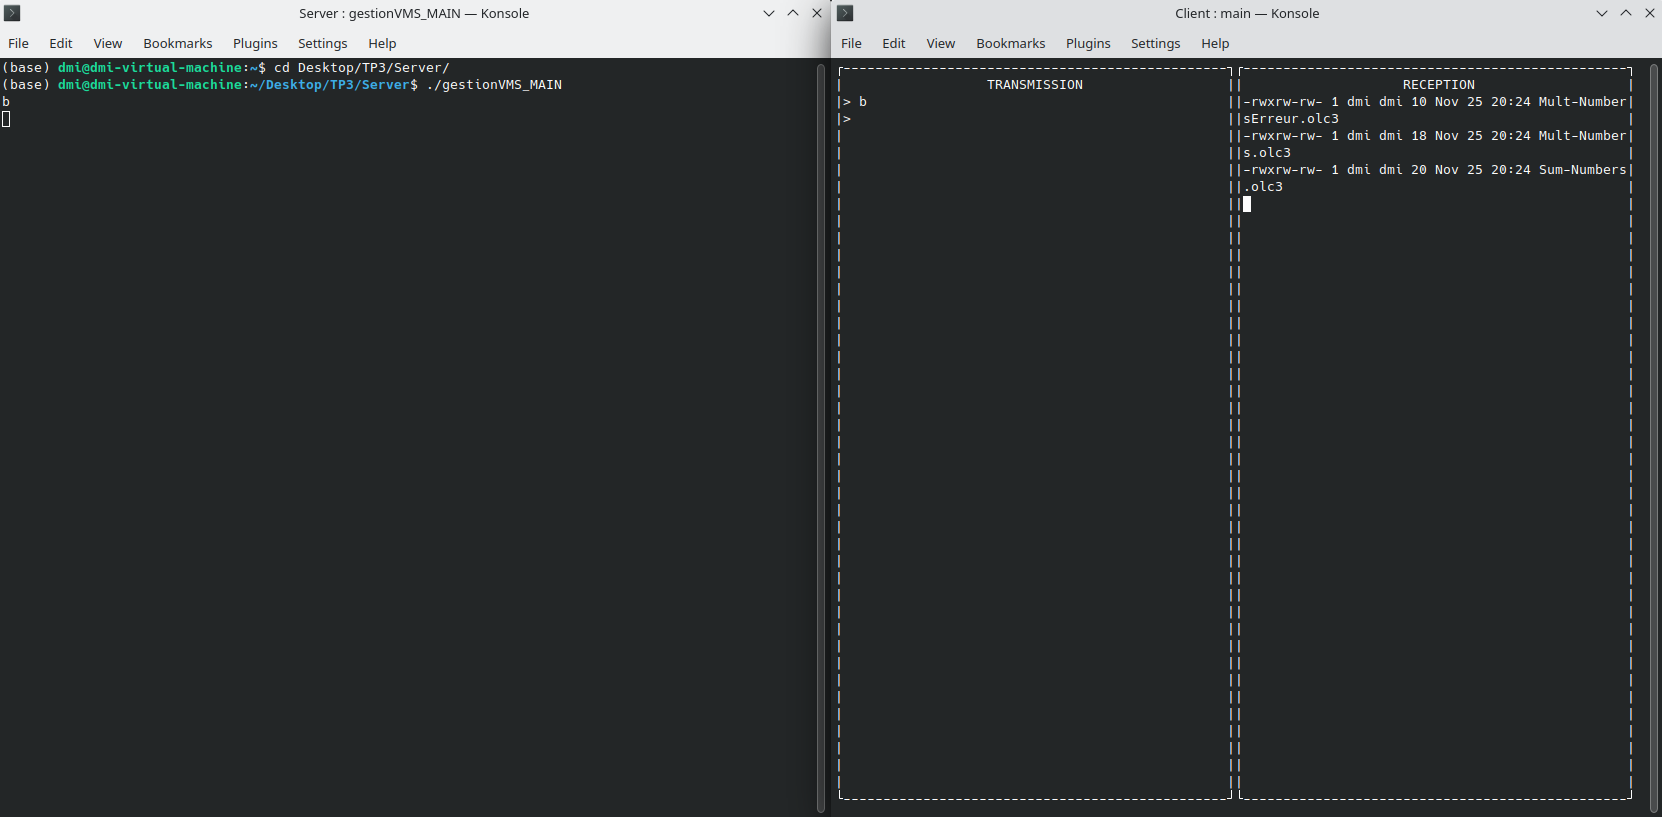 Server : gestionVMS_MAIN — Konsole
File Edit View Bookmarks Plugins Settings Help
(base) dmi@dmi-virtual-machine:~$ cd Desktop/TP3/Server/
(base) dmi@dmi-virtual-machine:~/Desktop/TP3/Server$ ./gestionVMS_MAIN
b
Client : main — Konsole
File Edit View Bookmarks Plugins Settings Help
TRANSMISSION
> b
>
RECEPTION
-rwxrw-rw- 1 dmi dmi 10 Nov 25 20:24 Mult-Number
sErreur.olc3
-rwxrw-rw- 1 dmi dmi 18 Nov 25 20:24 Mult-Number
s.olc3
-rwxrw-rw- 1 dmi dmi 20 Nov 25 20:24 Sum-Numbers
.olc3